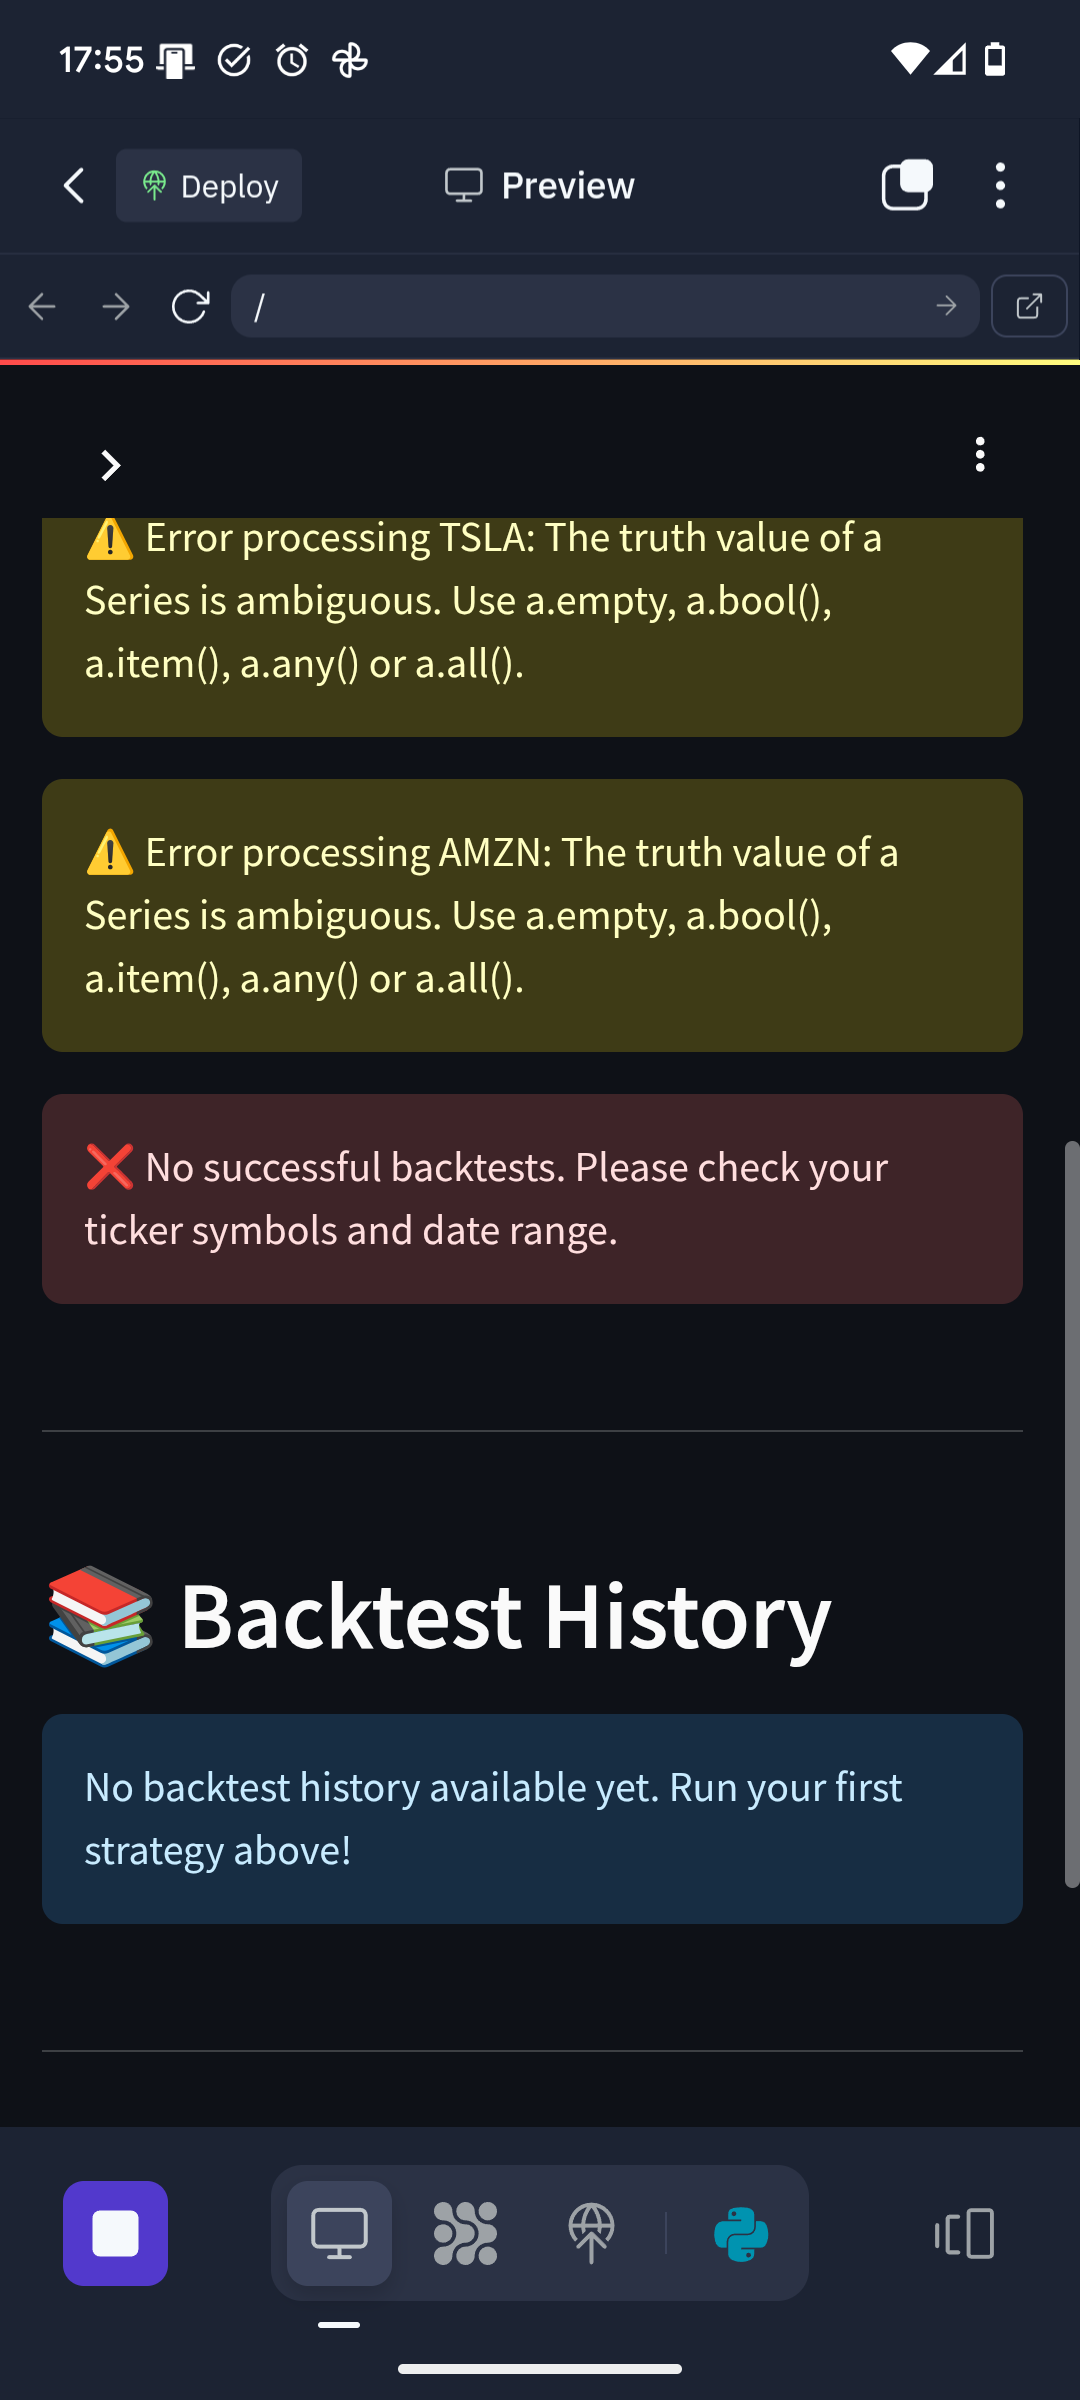 17:55
Deploy
Preview
/
⚠️ Error processing TSLA: The truth value of a
Series is ambiguous. Use a.empty, a.bool(),
a.item(), a.any() or a.all().
⚠️ Error processing AMZN: The truth value of a
Series is ambiguous. Use a.empty, a.bool(),
a.item(), a.any() or a.all().
❌ No successful backtests. Please check your
ticker symbols and date range.
📚 Backtest History
No backtest history available yet. Run your first
strategy above!